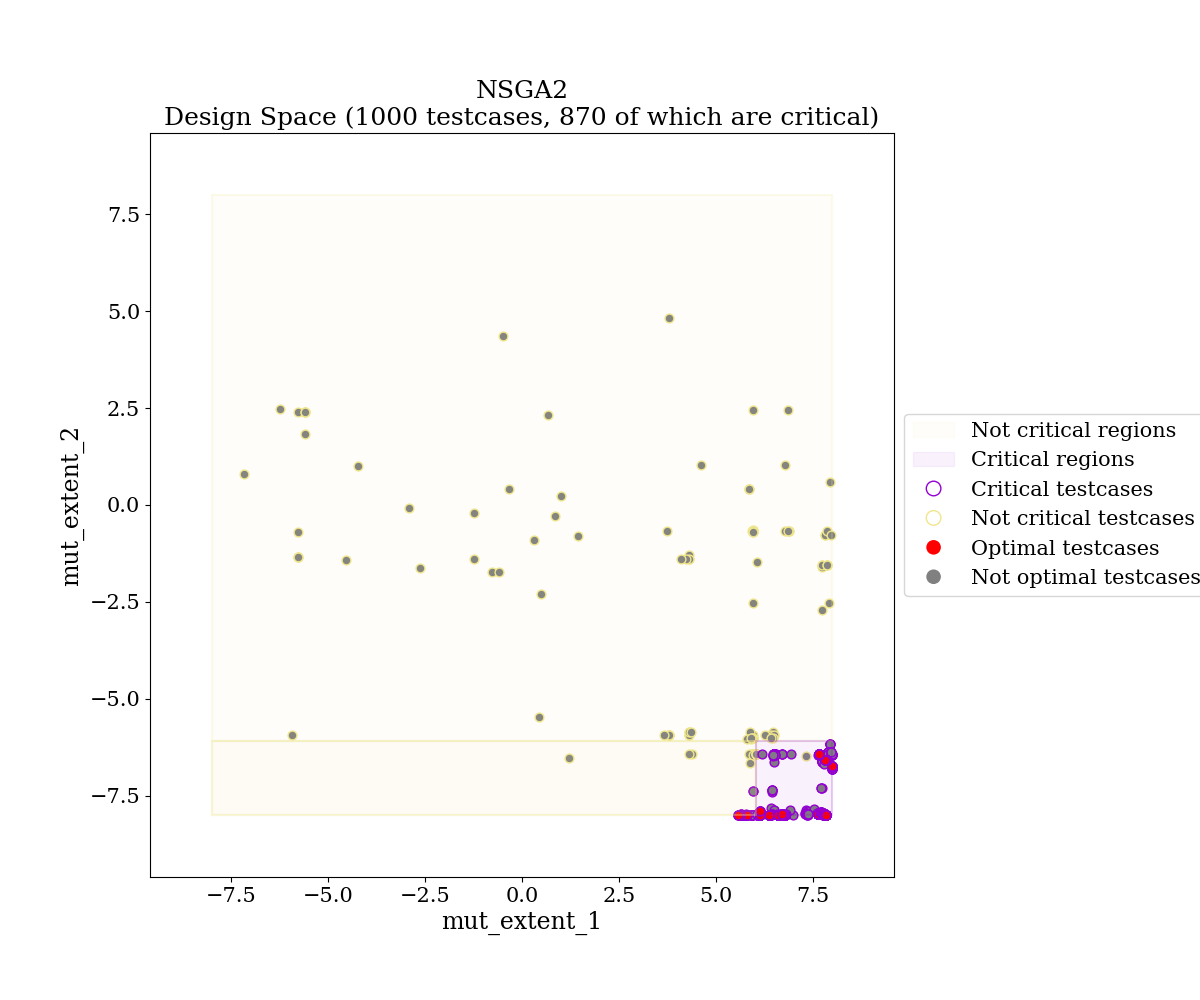 NSGA2
Design Space (1000 testcases, 870 of which are critical)
7.5
5.0
2.5
0.0
−2.5
−5.0
−7.5
mut_extent_2
−7.5
−5.0
−2.5
0.0
2.5
5.0
7.5
mut_extent_1
Not critical regions
Critical regions
Critical testcases
Not critical testcases
Optimal testcases
Not optimal testcases